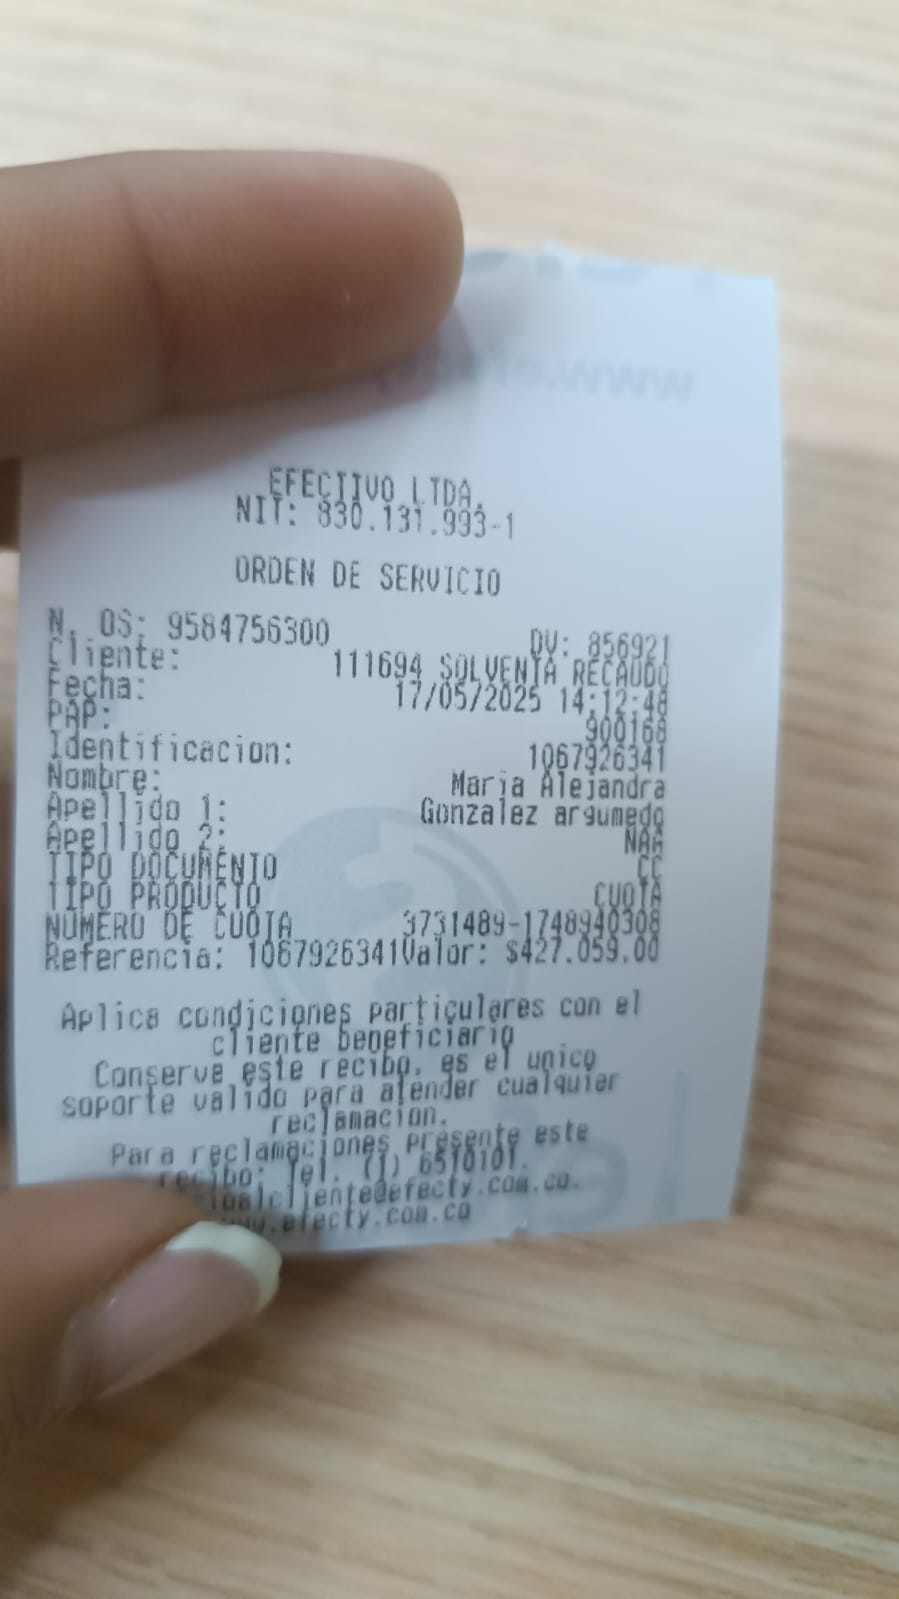 EFECTIVO LTDA.
NIT: 830.131.993-1
ORDEN DE SERVICIO
N. OS: 9584756300 DV: 856921
Cliente: 111694 SOLVENTA RECAUDO
Fecha: 17/05/2025 14:12:48
PAP: 900168
Identificacion: 1067926341
Nombre: Maria Alejandra
Apellido 1: Gonzalez argumedo
Apellido 2: NAA
TIPO DOCUMENTO CC
TIPO PRODUCTO CUOTA
NUMERO DE CUOTA 3731489-1748940308
Referencia: 1067926341Valor: $427.059.00
Aplica condiciones particulares con el
cliente beneficiario
Conserve este recibo, es el unico
soporte valido para atender cualquier
reclamacion.
Para reclamaciones presente este
recibo: Tel. (1) 6510101.
www.efecty.com.co